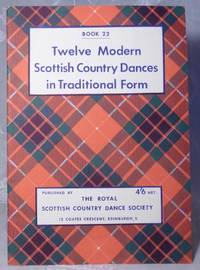 BOOK 22
Twelve Modern
Scottish Country Dances
in Traditional Form
PUBLISHED BY
4'6 NET.
THE ROYAL
SCOTTISH COUNTRY DANCE SOCIETY
12 COATES CRESCENT, EDINBURGH, 3.